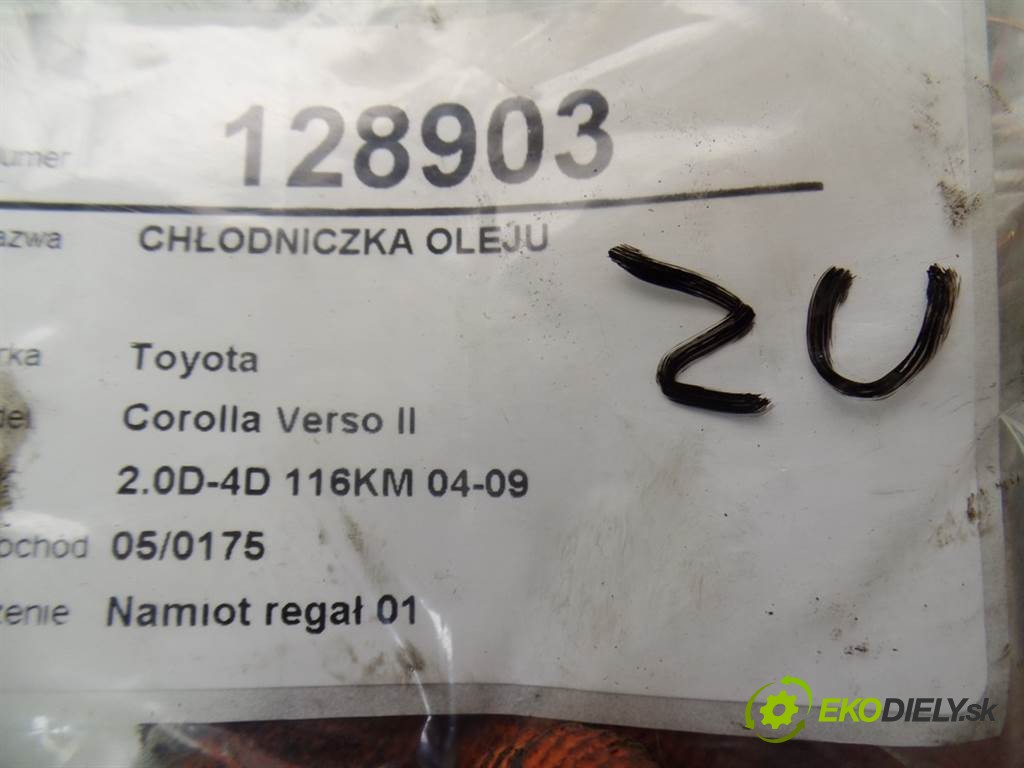 umer 128903
azwa CHŁODNICZKA OLEJU
rka Toyota
del Corolla Verso II
2.0D-4D 116KM 04-09
ochód 05/0175
zenie Namiot regał 01
ZU
EKODIELY.sk